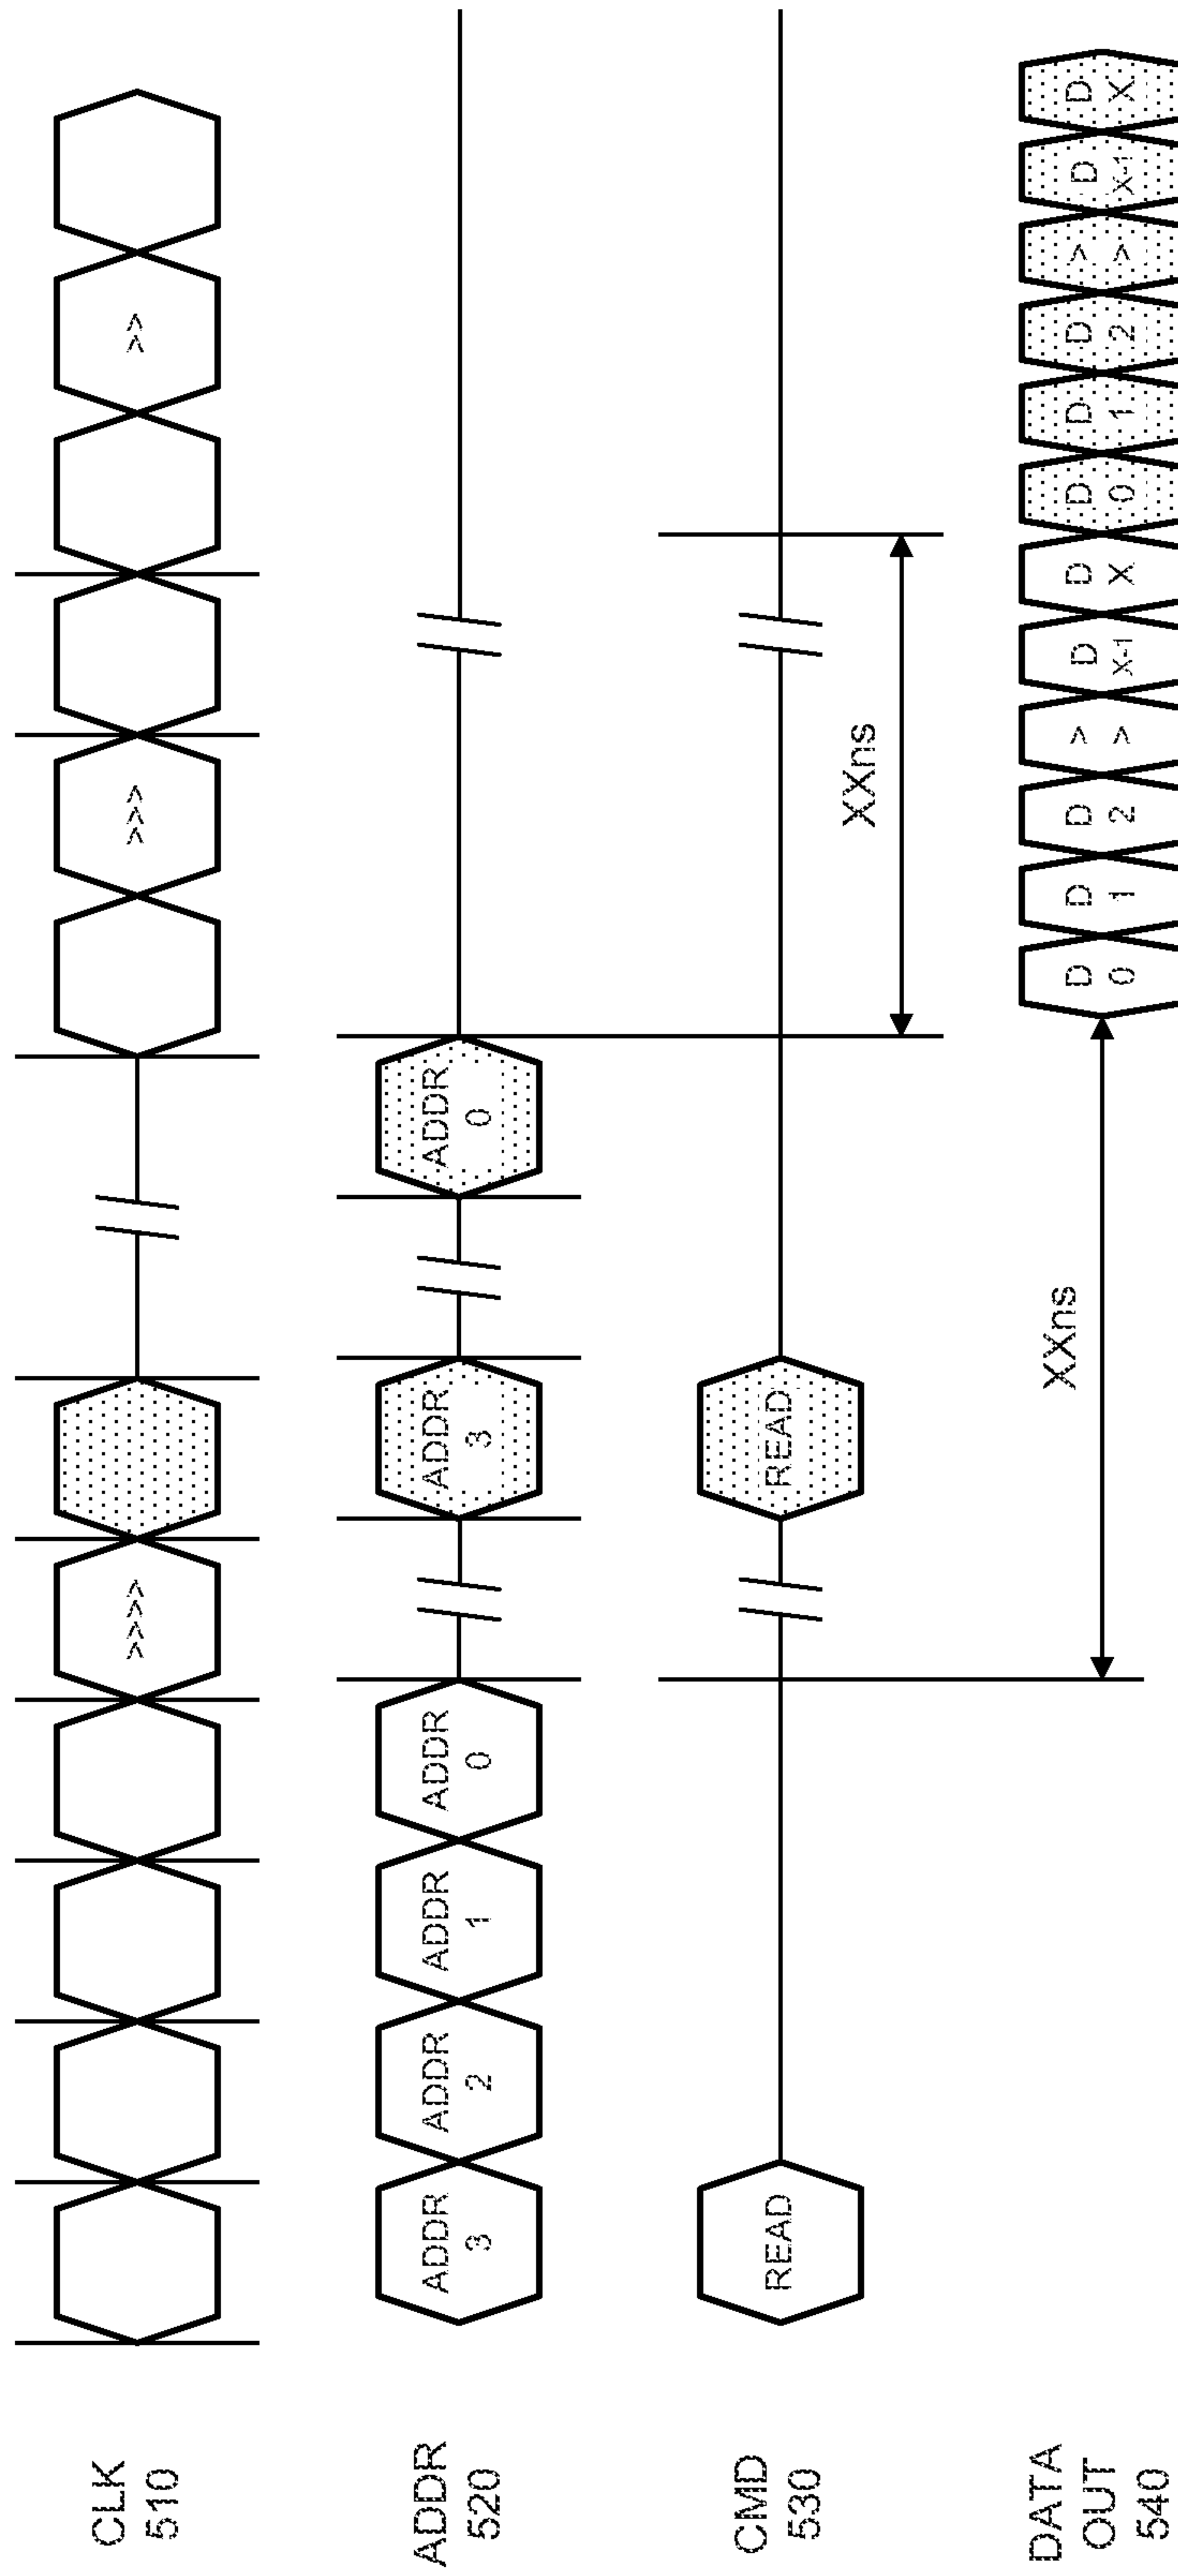 CLK
510
>>>>
>>>
>>
ADDR
520
ADDR
3
ADDR
2
ADDR
1
ADDR
0
ADDR
3
ADDR
0
CMD
530
READ
READ
XXns
DATA
OUT
540
XXns
D
0
D
1
D
2
>
>
D
X-1
D
X
D
0
D
1
D
2
>
>
D
X-1
D
X